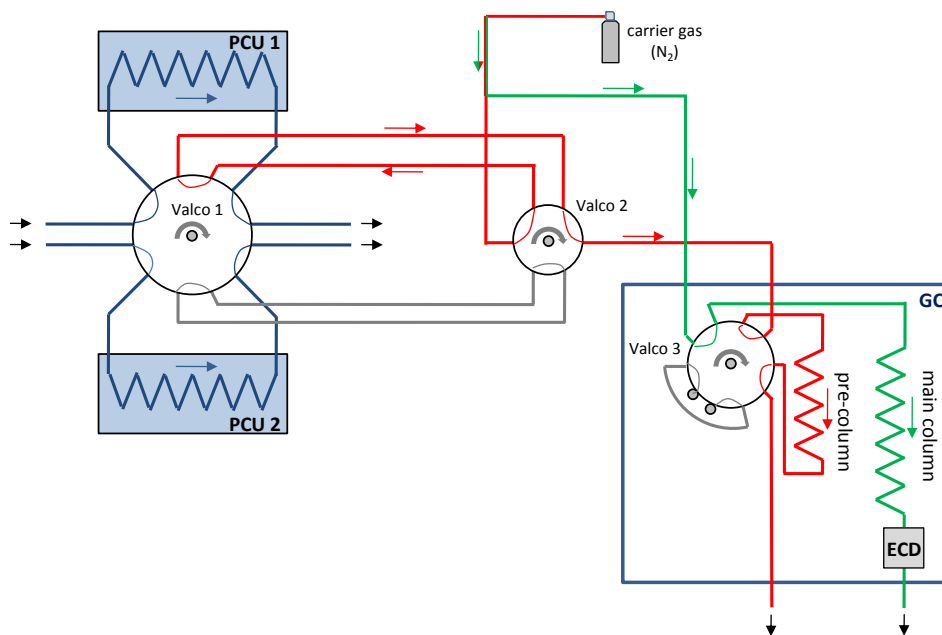 PCU 1
carrier gas
(N₂)
Valco 1
Valco 2
GC
Valco 3
pre-column
main column
PCU 2
ECD